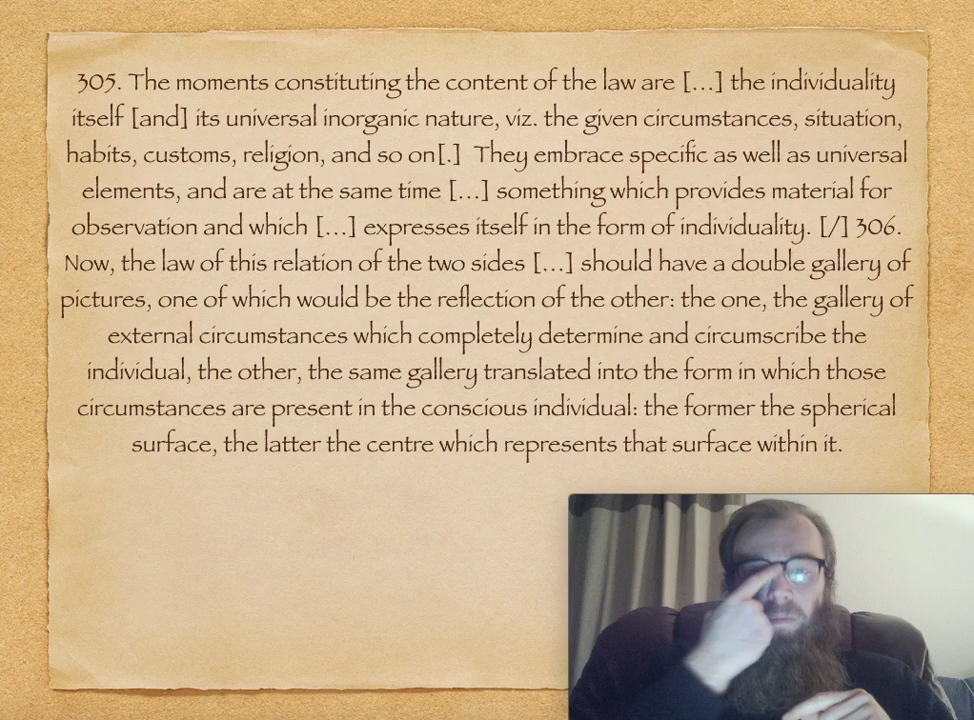 305. The moments constituting the content of the law are [...] the individuality
itself [and] its universal inorganic nature, viz. the given circumstances, situation,
habits, customs, religion, and so on[.]  They embrace specific as well as universal
elements, and are at the same time [...] something which provides material for
observation and which [...] expresses itself in the form of individuality. [/] 306.
Now, the law of this relation of the two sides [...] should have a double gallery of
pictures, one of which would be the reflection of the other: the one, the gallery of
external circumstances which completely determine and circumscribe the
individual, the other, the same gallery translated into the form in which those
circumstances are present in the conscious individual: the former the spherical
surface, the latter the centre which represents that surface within it.